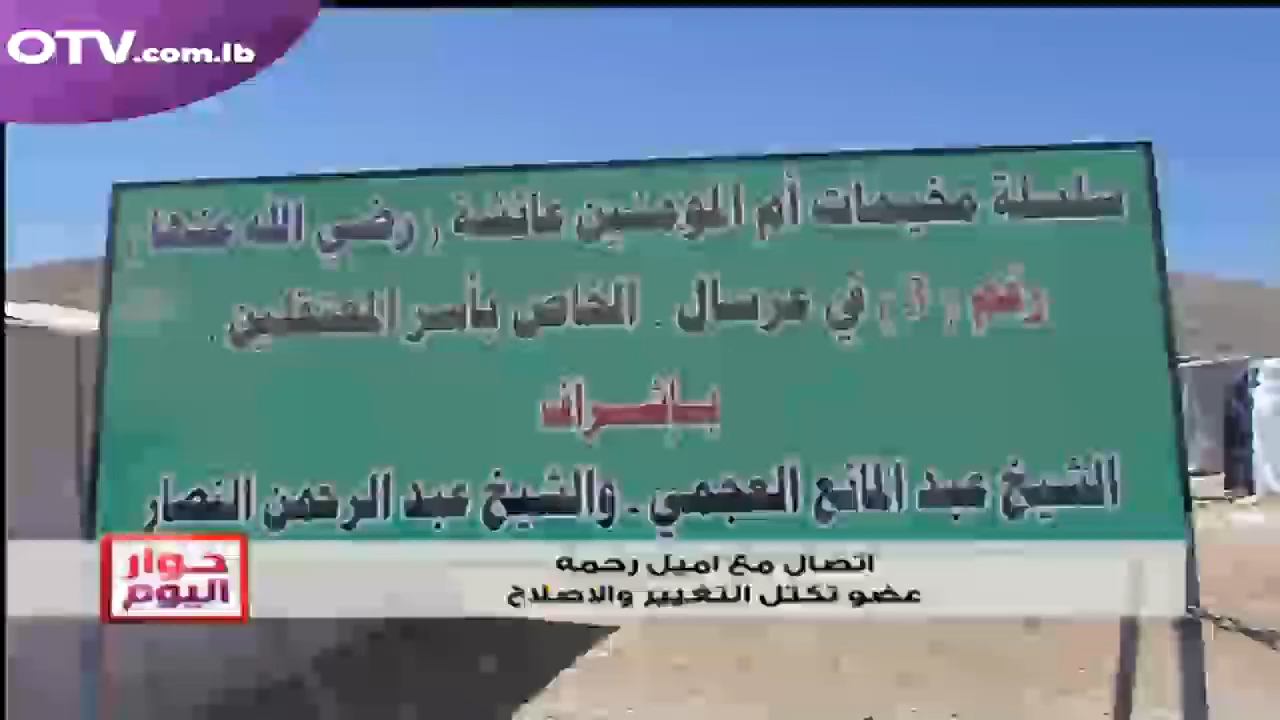 OTV.com.lb
سلسلة مخيمات أم المؤمنين عائشة ( رضي الله عنها )
رقم ( 3 ) في عرسال . الخاص بأسر المعتقلين .
بإشراف
الشيخ عبد المانع العجمي . والشيخ عبد الرحمن النصار
حوار اليوم
اتصال مع اميل رحمه
عضو تكتل التغيير والاصلاح